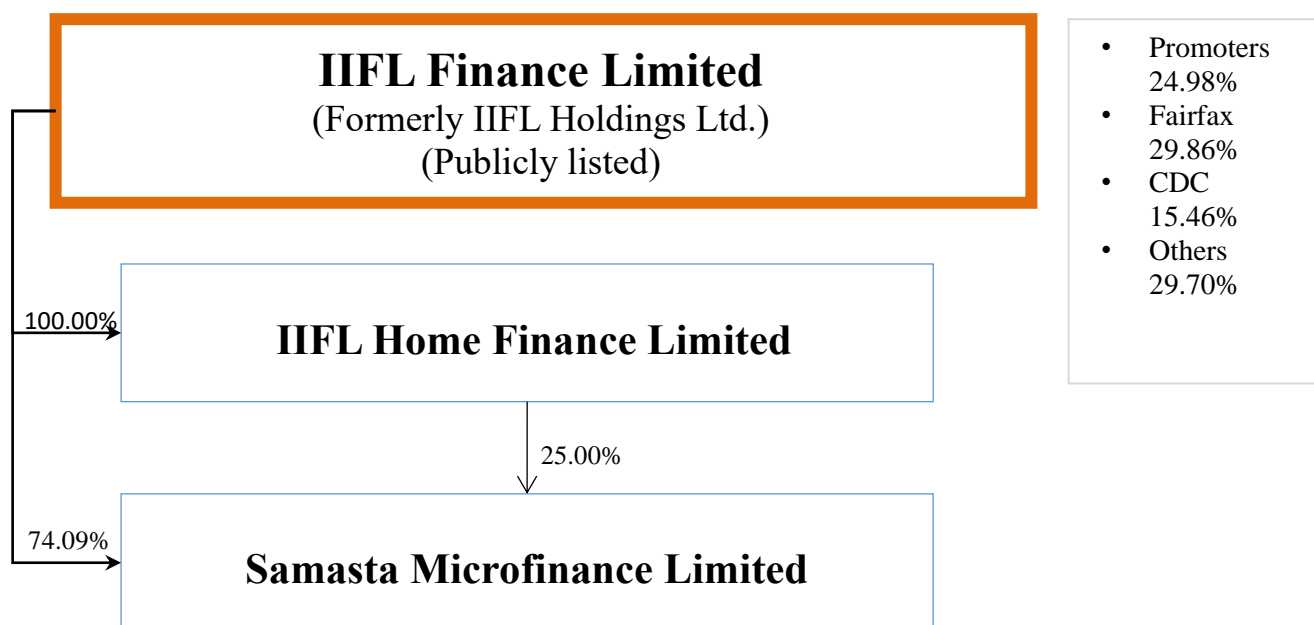 IIFL Finance Limited
(Formerly IIFL Holdings Ltd.)
(Publicly listed)
• Promoters
24.98%
• Fairfax
29.86%
• CDC
15.46%
• Others
29.70%
100.00%
IIFL Home Finance Limited
25.00%
74.09%
Samasta Microfinance Limited